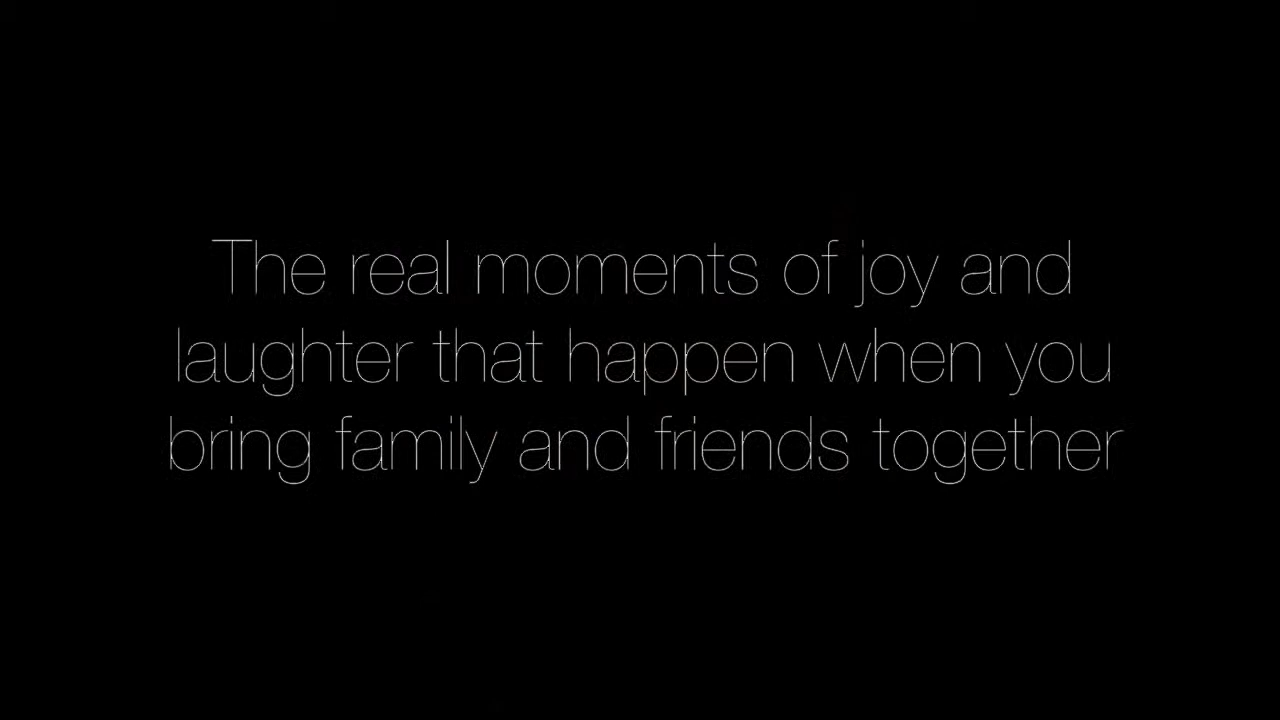 The real moments of joy and
laughter that happen when you
bring family and friends together